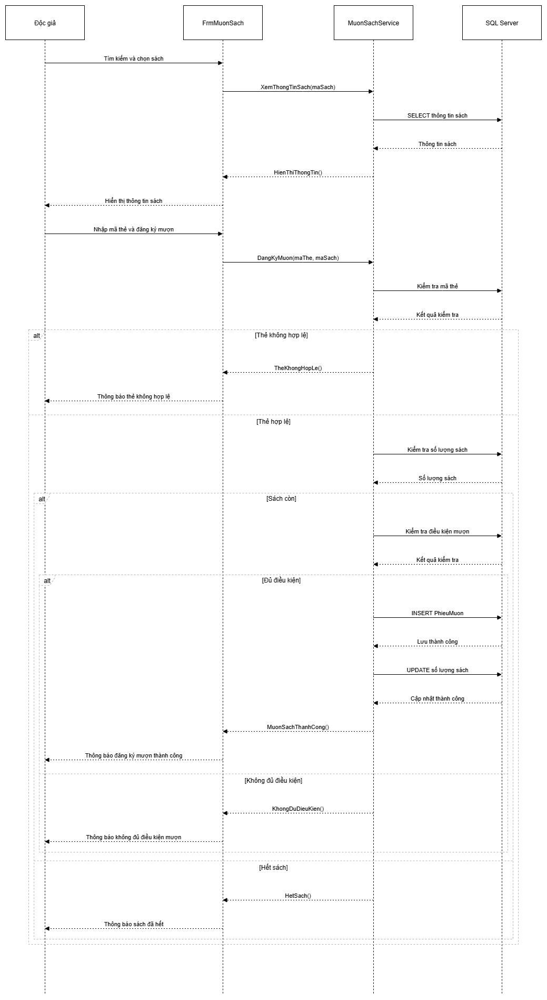 Độc giả
FrmMuonSach
MuonSachService
SQL Server
Tìm kiếm và chọn sách
XemThongTinSach(maSach)
SELECT thông tin sách
Thông tin sách
HienThiThongTin()
Hiển thị thông tin sách
Nhập mã thẻ và đăng ký mượn
DangKyMuon(maThe, maSach)
Kiểm tra mã thẻ
Kết quả kiểm tra
alt
[Thẻ không hợp lệ]
TheKhongHopLe()
Thông báo thẻ không hợp lệ
[Thẻ hợp lệ]
Kiểm tra số lượng sách
Số lượng sách
alt
[Sách còn]
Kiểm tra điều kiện mượn
Kết quả kiểm tra
alt
[Đủ điều kiện]
INSERT PhieuMuon
Lưu thành công
UPDATE số lượng sách
Cập nhật thành công
MuonSachThanhCong()
Thông báo đăng ký mượn thành công
[Không đủ điều kiện]
KhongDuDieuKien()
Thông báo không đủ điều kiện mượn
[Hết sách]
HetSach()
Thông báo sách đã hết